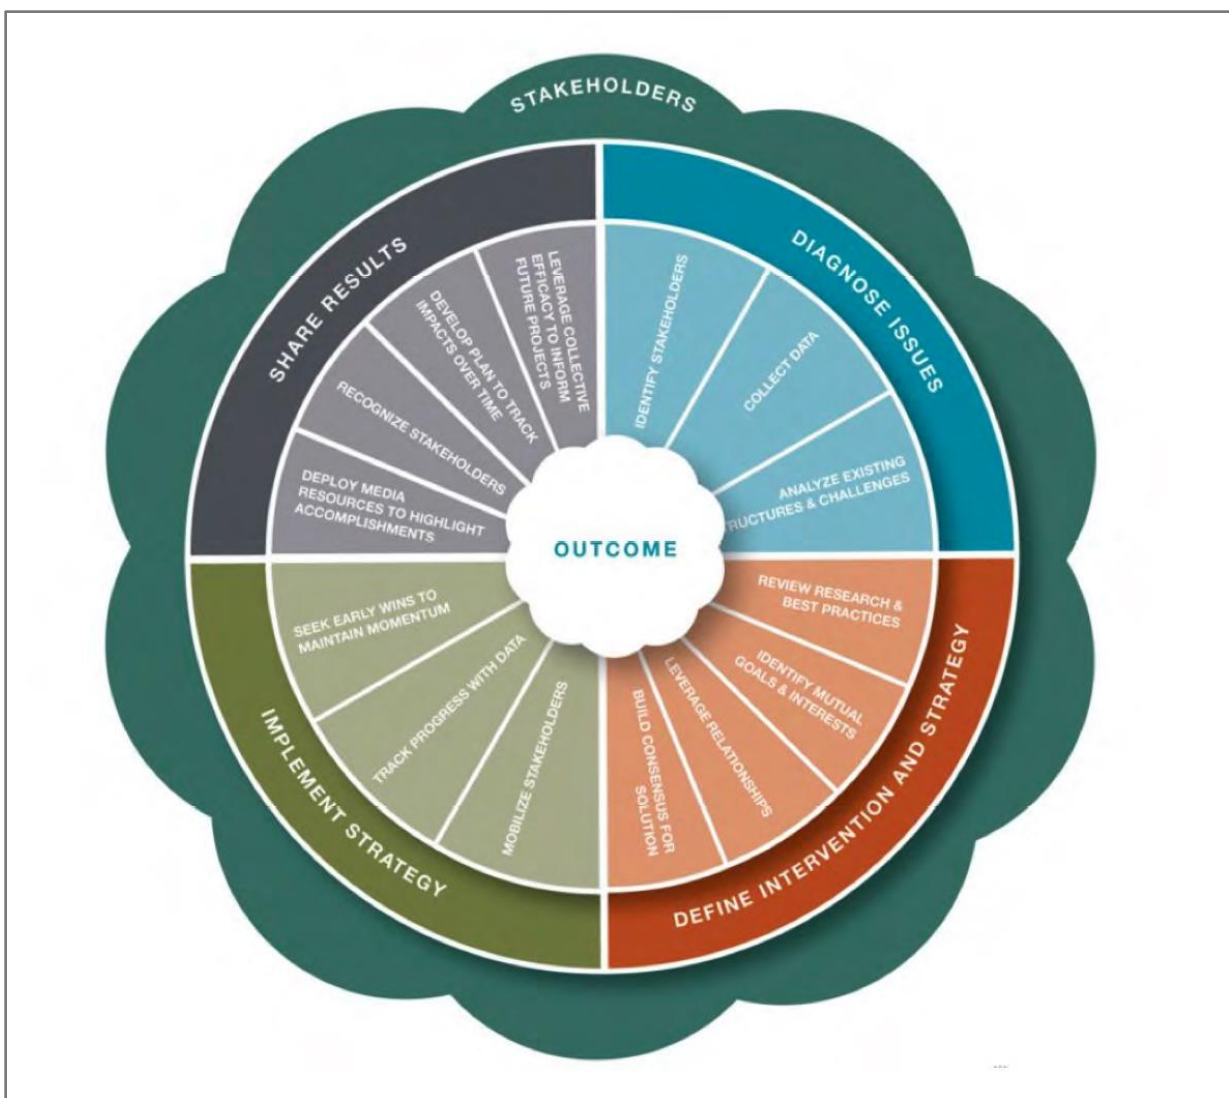 STAKEHOLDERS
DIAGNOSE ISSUES
IDENTIFY STAKEHOLDERS
COLLECT DATA
ANALYZE EXISTING
TRUCTURES & CHALLENGES
DEFINE INTERVENTION AND STRATEGY
REVIEW RESEARCH &
BEST PRACTICES
IDENTIFY MUTUAL
GOALS & INTERESTS
LEVERAGE RELATIONSHIPS
BUILD CONSENSUS FOR
SOLUTION
IMPLEMENT STRATEGY
MOBILIZE STAKEHOLDERS
TRACK PROGRESS WITH DATA
SEEK EARLY WINS TO
MAINTAIN MOMENTUM
SHARE RESULTS
DEPLOY MEDIA
RESOURCES TO HIGHLIGHT
ACCOMPLISHMENTS
RECOGNIZE STAKEHOLDERS
DEVELOP PLAN TO TRACK
IMPACTS OVER TIME
LEVERAGE COLLECTIVE
EFFICACY TO INFORM
FUTURE PROJECTS
OUTCOME